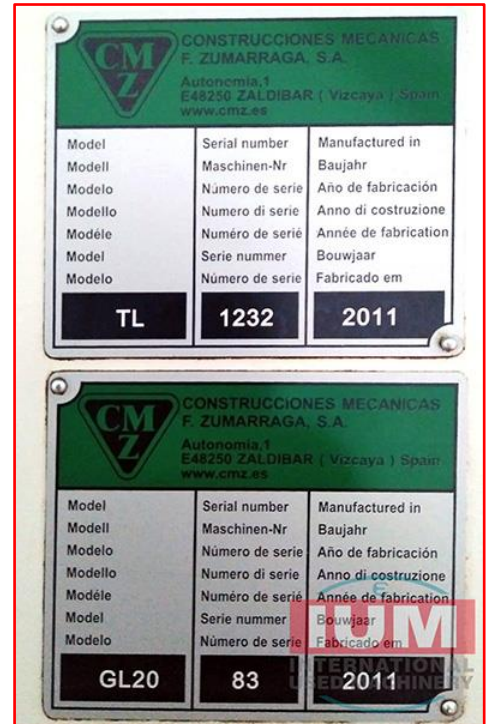 CMZ
CONSTRUCCIONES MECANICAS
F. ZUMARRAGA, S.A.
Autonomia,1
E48250 ZALDIBAR ( Vizcaya ) Spain
www.cmz.es
Model Serial number Manufactured in
Modell Maschinen-Nr Baujahr
Modelo Número de serie Año de fabricación
Modello Numero di serie Anno di costruzione
Modéle Numéro de serié Année de fabrication
Model Serie nummer Bouwjaar
Modelo Número de serie Fabricado em
TL 1232 2011
CMZ
CONSTRUCCIONES MECANICAS
F. ZUMARRAGA, S.A.
Autonomia,1
E48250 ZALDIBAR ( Vizcaya ) Spain
www.cmz.es
Model Serial number Manufactured in
Modell Maschinen-Nr Baujahr
Modelo Número de serie Año de fabricación
Modello Numero di serie Anno di costruzione
Modéle Numéro de serié Année de fabrication
Model Serie nummer Bouwjaar
Modelo Número de serie Fabricado em
GL20 83 2011
IUM
INTERNATIONAL
USED MACHINERY